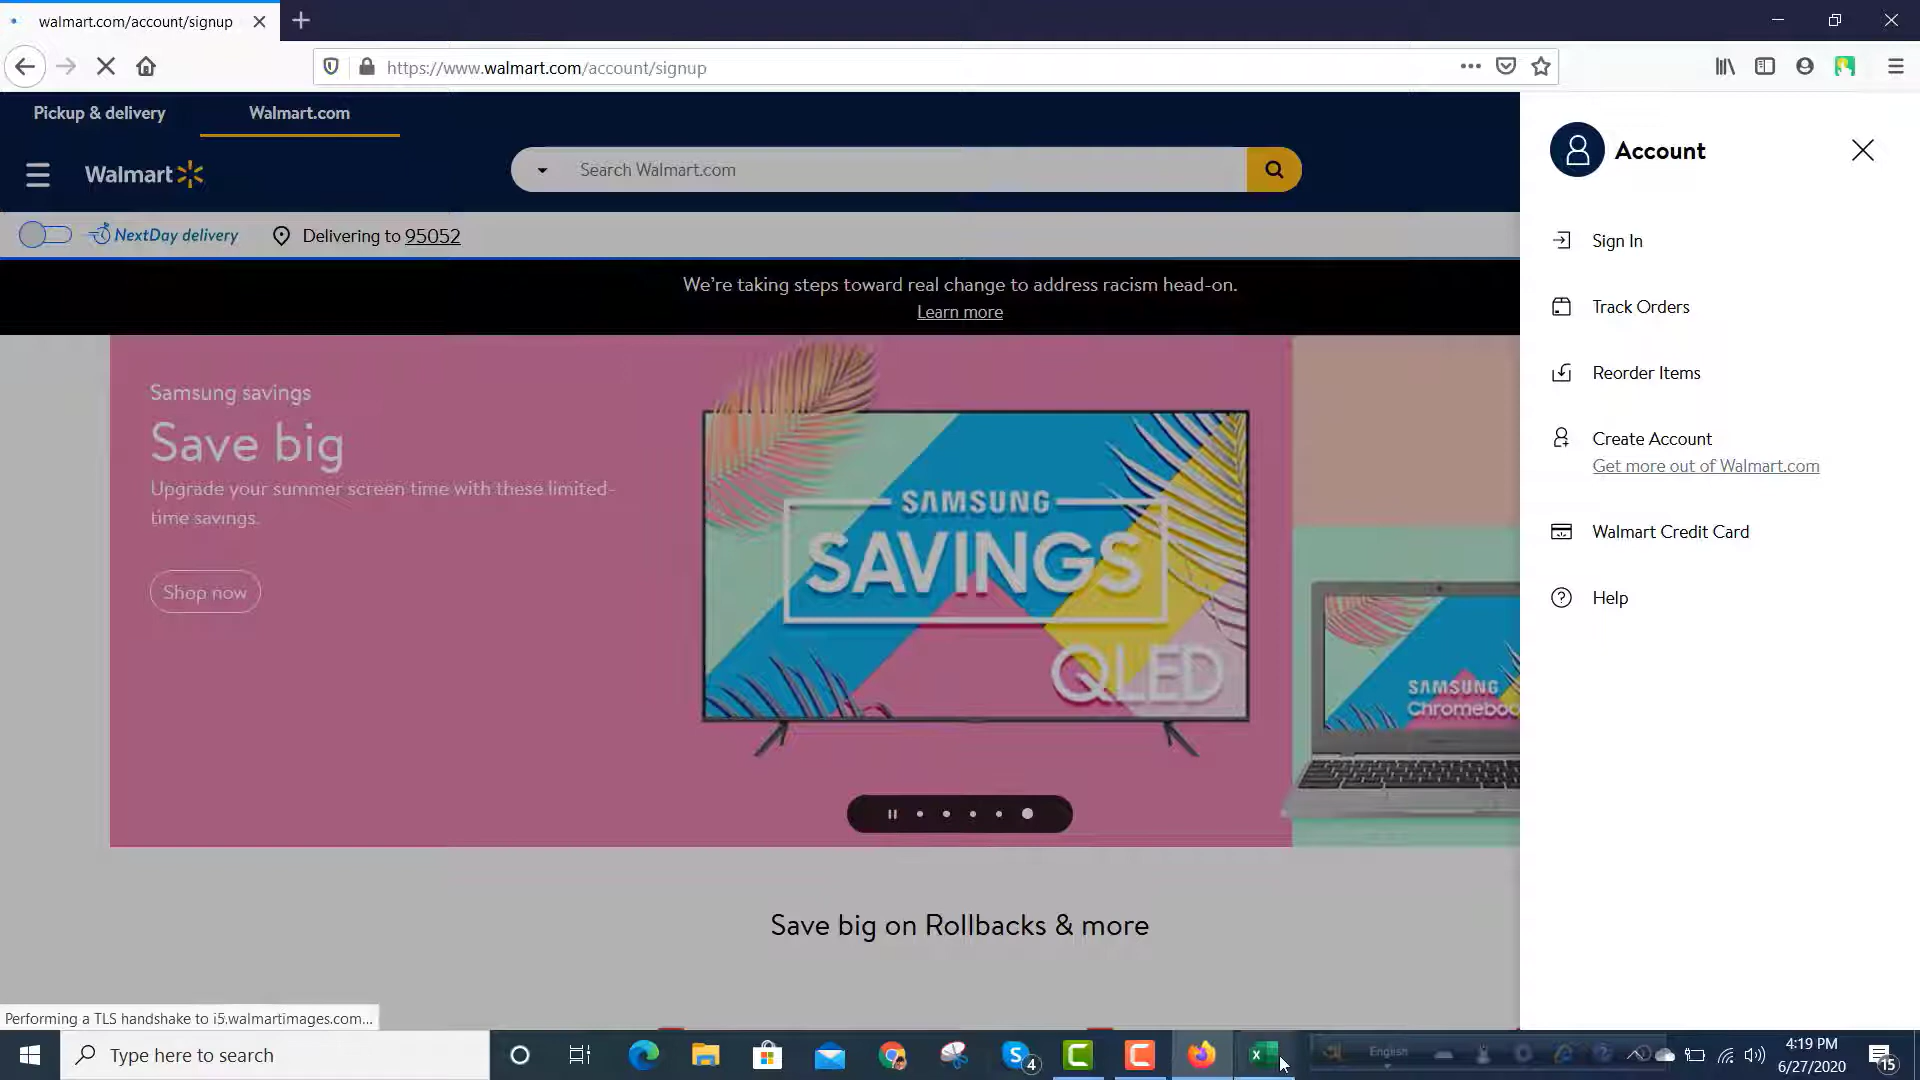 walmart.com/account/signup
https://www.walmart.com/account/signup
Pickup & delivery
Walmart.com
Walmart
Search Walmart.com
NextDay delivery
Delivering to 95052
We're taking steps toward real change to address racism head-on.
Learn more
Samsung savings
Save big
Upgrade your summer screen time with these limited-
time savings.
Shop now
SAMSUNG
SAVINGS
QLED
SAMSUNG
Chromeboo
Save big on Rollbacks & more
Account
Sign In
Track Orders
Reorder Items
Create Account
Get more out of Walmart.com
Walmart Credit Card
Help
Performing a TLS handshake to i5.walmartimages.com...
Type here to search
4
English
4:19 PM
6/27/2020
15